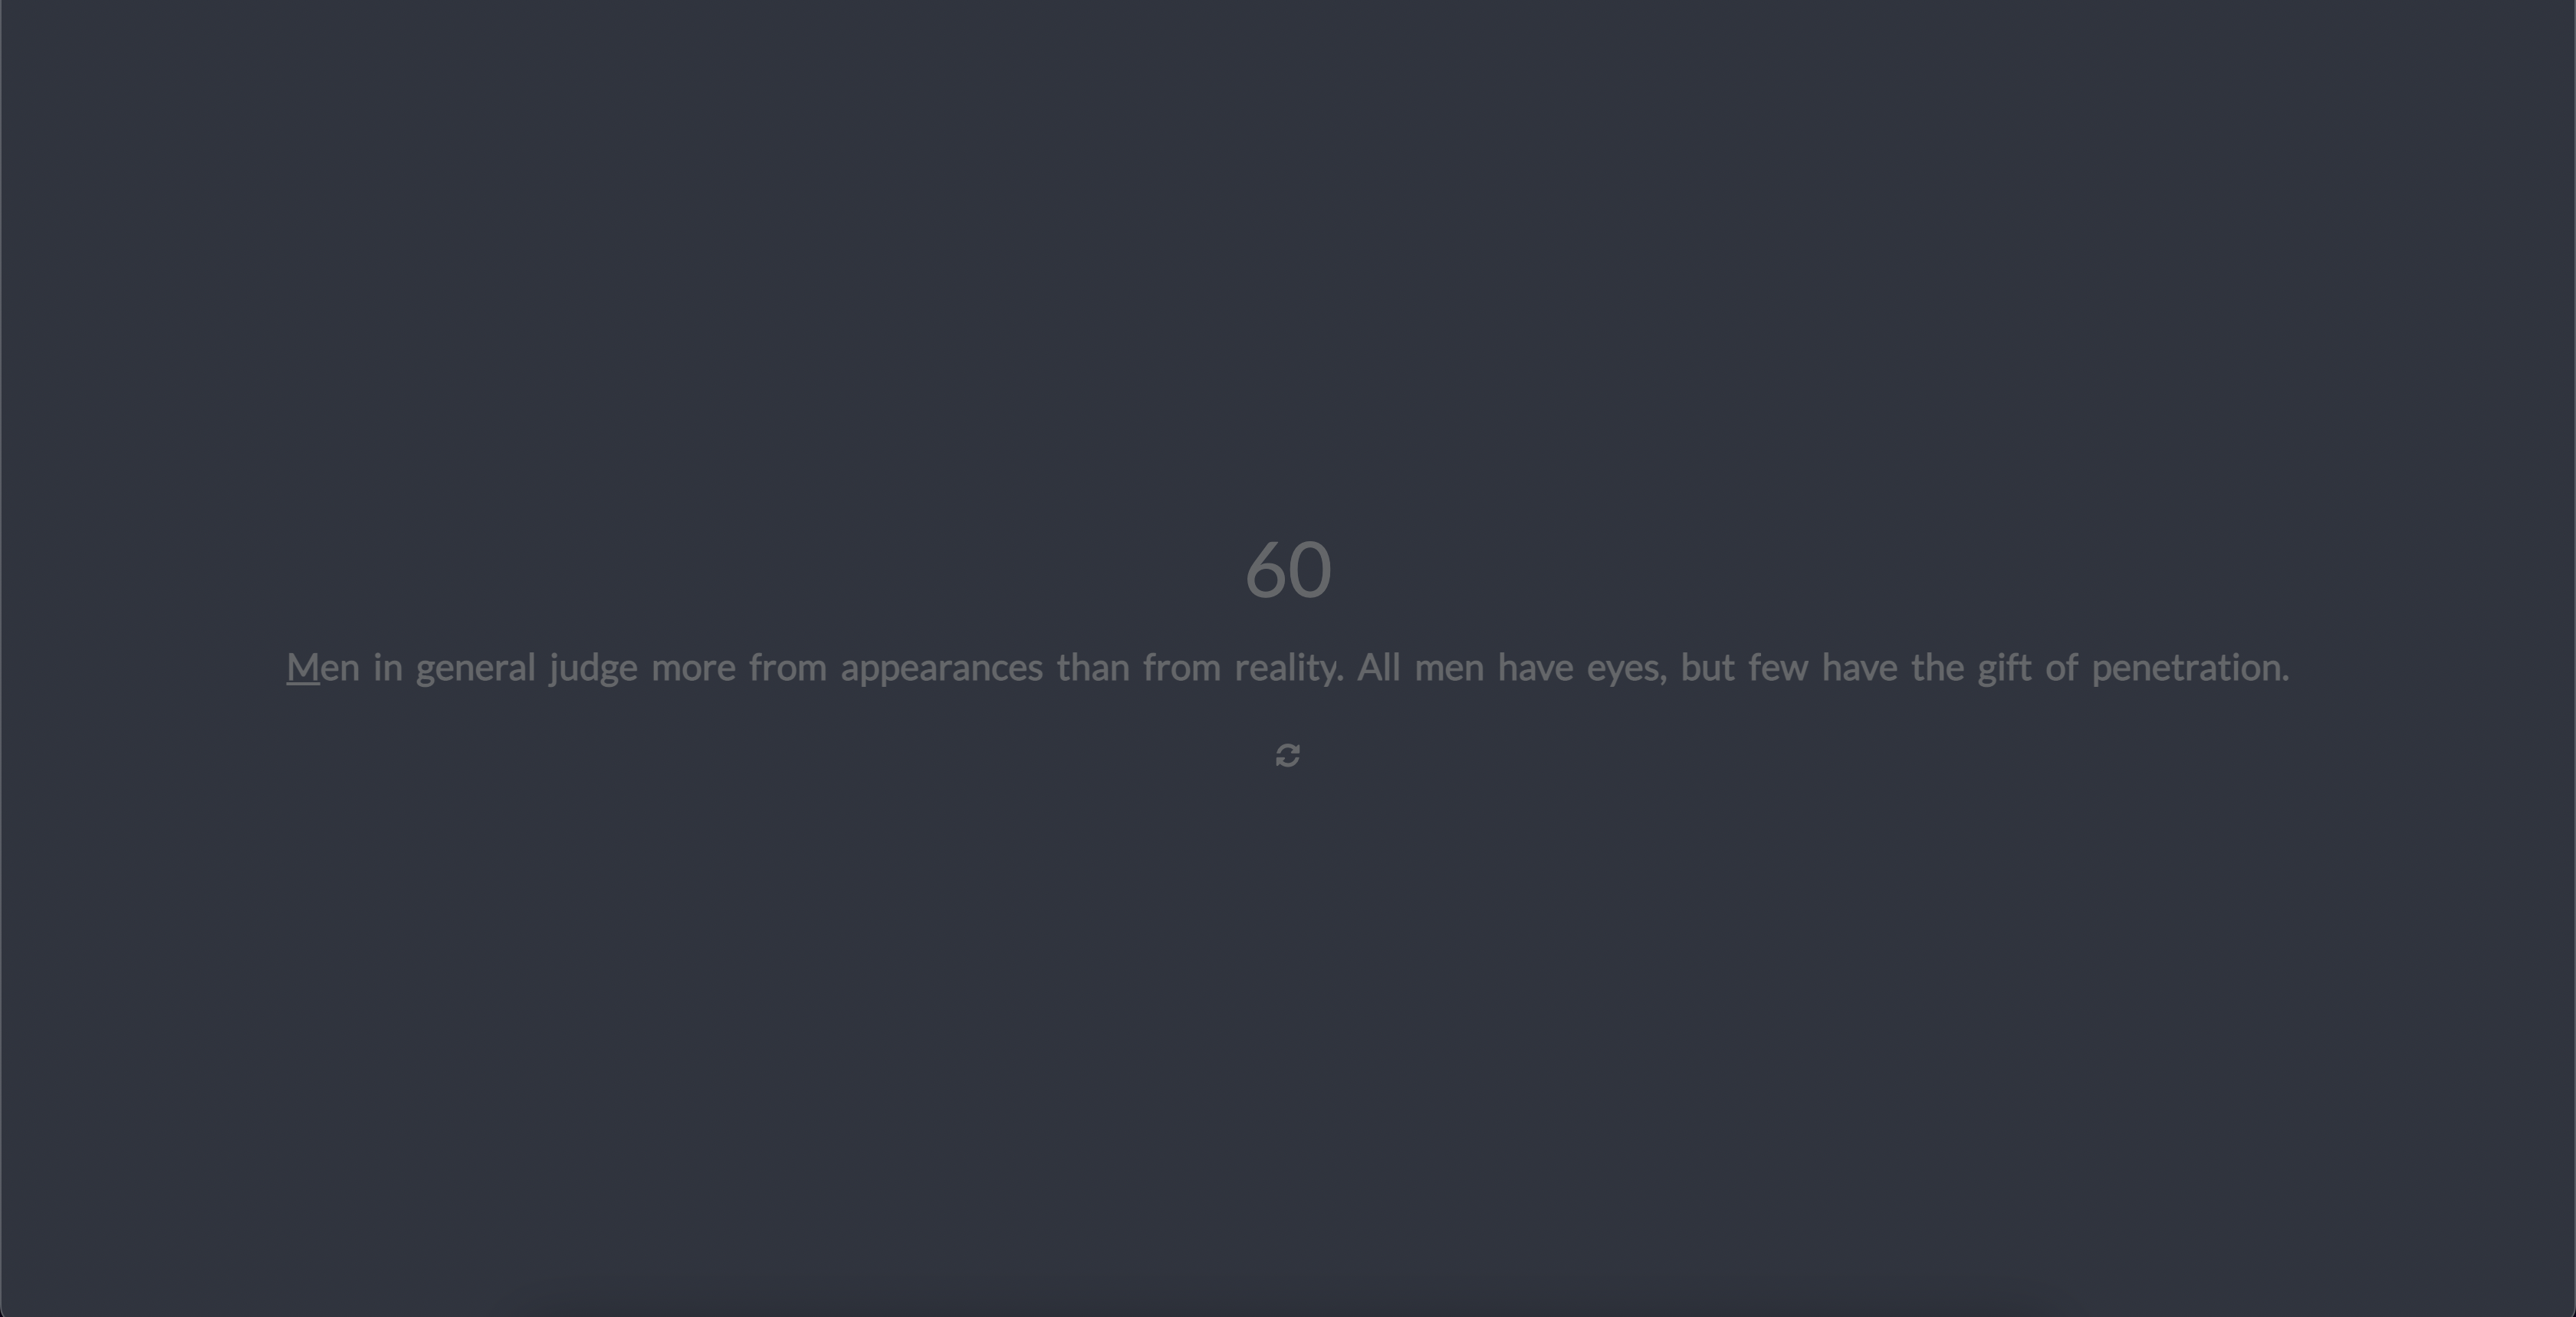 60
Men in general judge more from appearances than from reality. All men have eyes, but few have the gift of penetration.